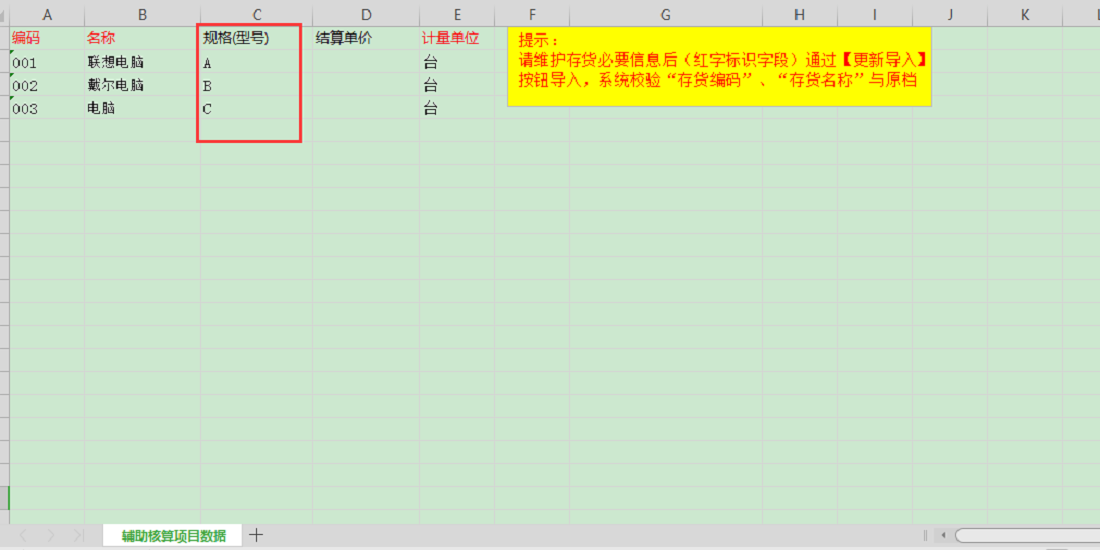 A B C D E F G H I J K
编码 名称 规格(型号) 结算单价 计量单位
001 联想电脑 A 台
002 戴尔电脑 B 台
003 电脑 C 台
提示：
请维护存货必要信息后（红字标识字段）通过【更新导入】
按钮导入，系统校验“存货编码”、“存货名称”与原档
辅助核算项目数据